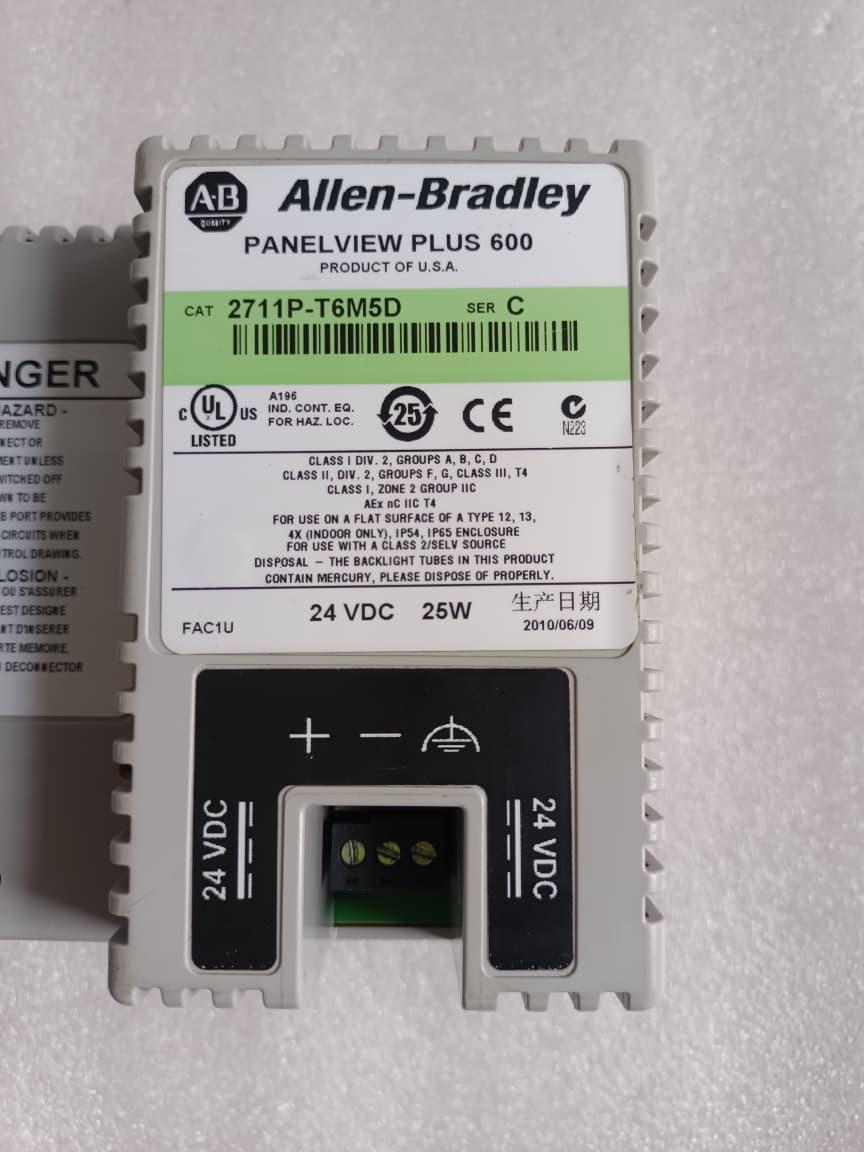 A-B
QUALITY
Allen-Bradley
PANELVIEW PLUS 600
PRODUCT OF U.S.A.
CAT 2711P-T6M5D SER C
C UL US
LISTED
A196
IND. CONT. EQ.
FOR HAZ. LOC.
25
CE
N223
CLASS I DIV. 2, GROUPS A, B, C, D
CLASS II, DIV. 2, GROUPS F, G, CLASS III, T4
CLASS I, ZONE 2 GROUP IIC
AEx nC IIC T4
FOR USE ON A FLAT SURFACE OF A TYPE 12, 13,
4X (INDOOR ONLY), IP54, IP65 ENCLOSURE
FOR USE WITH A CLASS 2/SELV SOURCE
DISPOSAL – THE BACKLIGHT TUBES IN THIS PRODUCT
CONTAIN MERCURY, PLEASE DISPOSE OF PROPERLY.
FAC1U
24 VDC 25W
生产日期
2010/06/09
+ −
24 VDC
24 VDC
NGER
AZARD -
REMOVE
NECT OR
MENT UNLESS
WITCHED OFF
WN TO BE
B PORT PROVIDES
CIRCUITS WHEN
TROL DRAWING.
LOSION -
OU S'ASSURER
EST DESIGNE
NT D'INSERER
RTE MEMOIRE,
DECONNECTOR